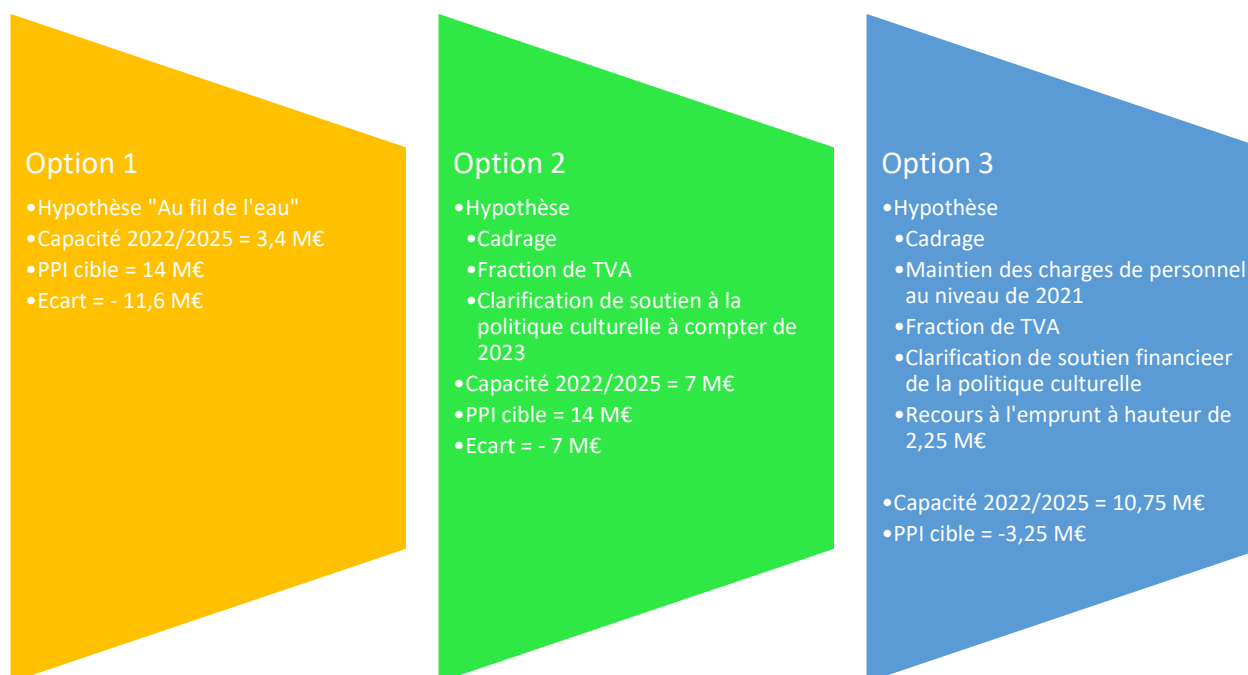 Option 1
•Hypothèse "Au fil de l'eau"
•Capacité 2022/2025 = 3,4 M€
•PPI cible = 14 M€
•Ecart = - 11,6 M€
Option 2
•Hypothèse
•Cadrage
•Fraction de TVA
•Clarification de soutien à la
politique culturelle à compter de
2023
•Capacité 2022/2025 = 7 M€
•PPI cible = 14 M€
•Ecart = - 7 M€
Option 3
•Hypothèse
•Cadrage
•Maintien des charges de personnel
au niveau de 2021
•Fraction de TVA
•Clarification de soutien financieer
de la politique culturelle
•Recours à l'emprunt à hauteur de
2,25 M€
•Capacité 2022/2025 = 10,75 M€
•PPI cible = -3,25 M€